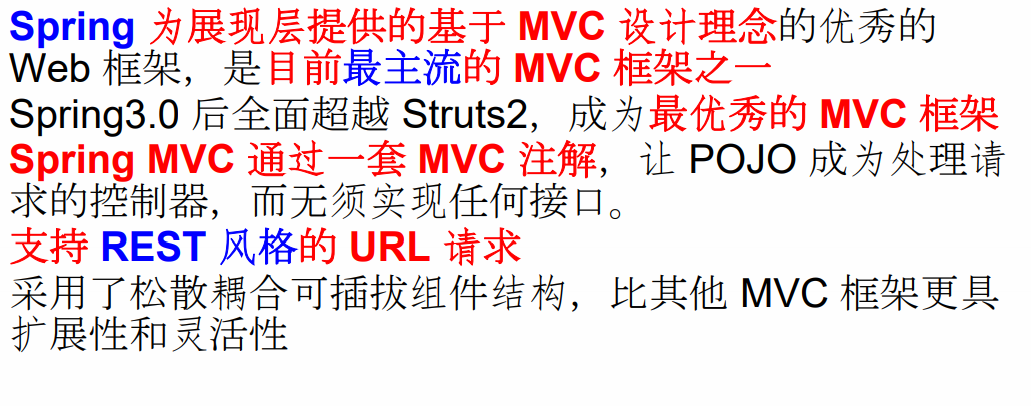 Spring 为展现层提供的基于 MVC 设计理念的优秀的
Web 框架，是目前最主流的 MVC 框架之一
Spring3.0 后全面超越 Struts2，成为最优秀的 MVC 框架
Spring MVC 通过一套 MVC 注解，让 POJO 成为处理请
求的控制器，而无须实现任何接口。
支持 REST 风格的 URL 请求
采用了松散耦合可插拔组件结构，比其他 MVC 框架更具
扩展性和灵活性